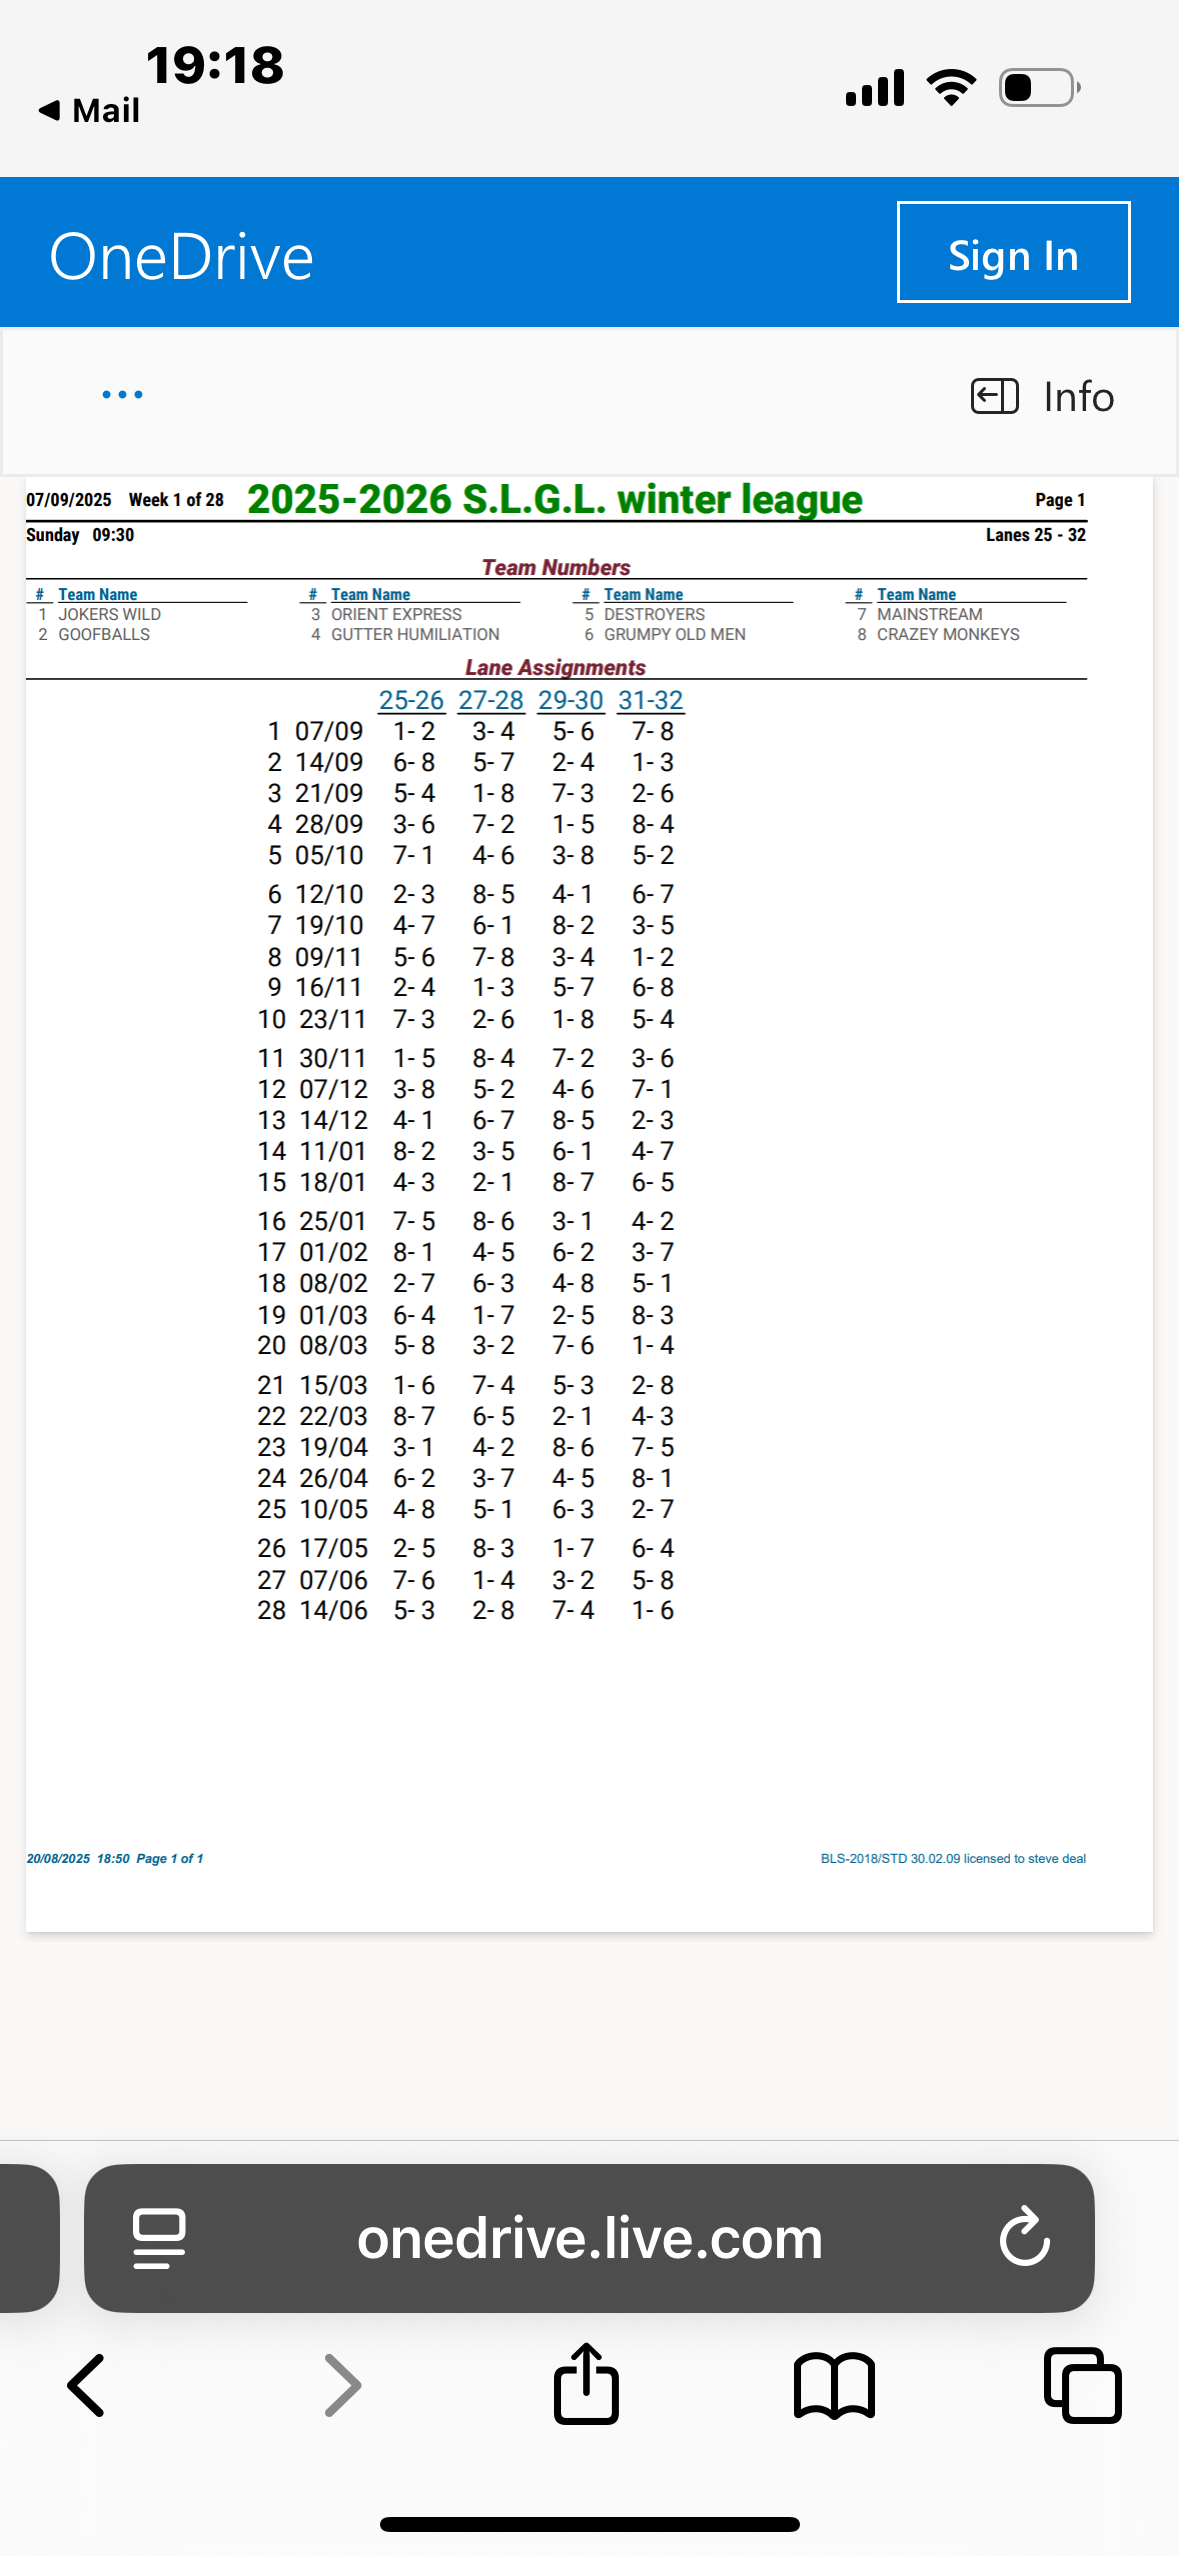 19:18
Mail
OneDrive
Sign In
Info
07/09/2025 Week 1 of 28 2025-2026 S.L.G.L. winter league Page 1
Sunday 09:30 Lanes 25 - 32
Team Numbers
# Team Name # Team Name # Team Name # Team Name
1 JOKERS WILD 3 ORIENT EXPRESS 5 DESTROYERS 7 MAINSTREAM
2 GOOFBALLS 4 GUTTER HUMILIATION 6 GRUMPY OLD MEN 8 CRAZEY MONKEYS
Lane Assignments
25-26 27-28 29-30 31-32
1 07/09 1- 2 3- 4 5- 6 7- 8
2 14/09 6- 8 5- 7 2- 4 1- 3
3 21/09 5- 4 1- 8 7- 3 2- 6
4 28/09 3- 6 7- 2 1- 5 8- 4
5 05/10 7- 1 4- 6 3- 8 5- 2
6 12/10 2- 3 8- 5 4- 1 6- 7
7 19/10 4- 7 6- 1 8- 2 3- 5
8 09/11 5- 6 7- 8 3- 4 1- 2
9 16/11 2- 4 1- 3 5- 7 6- 8
10 23/11 7- 3 2- 6 1- 8 5- 4
11 30/11 1- 5 8- 4 7- 2 3- 6
12 07/12 3- 8 5- 2 4- 6 7- 1
13 14/12 4- 1 6- 7 8- 5 2- 3
14 11/01 8- 2 3- 5 6- 1 4- 7
15 18/01 4- 3 2- 1 8- 7 6- 5
16 25/01 7- 5 8- 6 3- 1 4- 2
17 01/02 8- 1 4- 5 6- 2 3- 7
18 08/02 2- 7 6- 3 4- 8 5- 1
19 01/03 6- 4 1- 7 2- 5 8- 3
20 08/03 5- 8 3- 2 7- 6 1- 4
21 15/03 1- 6 7- 4 5- 3 2- 8
22 22/03 8- 7 6- 5 2- 1 4- 3
23 19/04 3- 1 4- 2 8- 6 7- 5
24 26/04 6- 2 3- 7 4- 5 8- 1
25 10/05 4- 8 5- 1 6- 3 2- 7
26 17/05 2- 5 8- 3 1- 7 6- 4
27 07/06 7- 6 1- 4 3- 2 5- 8
28 14/06 5- 3 2- 8 7- 4 1- 6
20/08/2025 18:50 Page 1 of 1 BLS-2018/STD 30.02.09 licensed to steve deal
onedrive.live.com